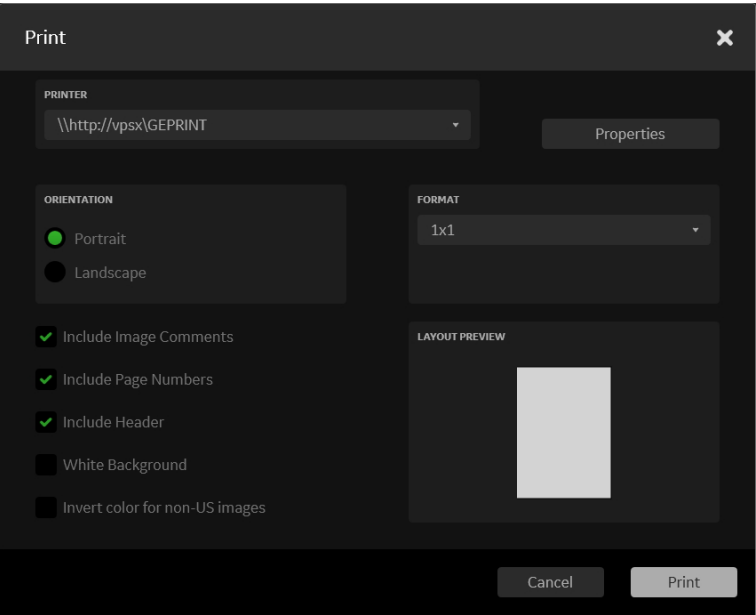 Print
PRINTER
\\http://vpsx\GEPRINT
Properties
ORIENTATION
Portrait
Landscape
FORMAT
1x1
Include Image Comments
Include Page Numbers
Include Header
White Background
Invert color for non-US images
LAYOUT PREVIEW
Cancel
Print